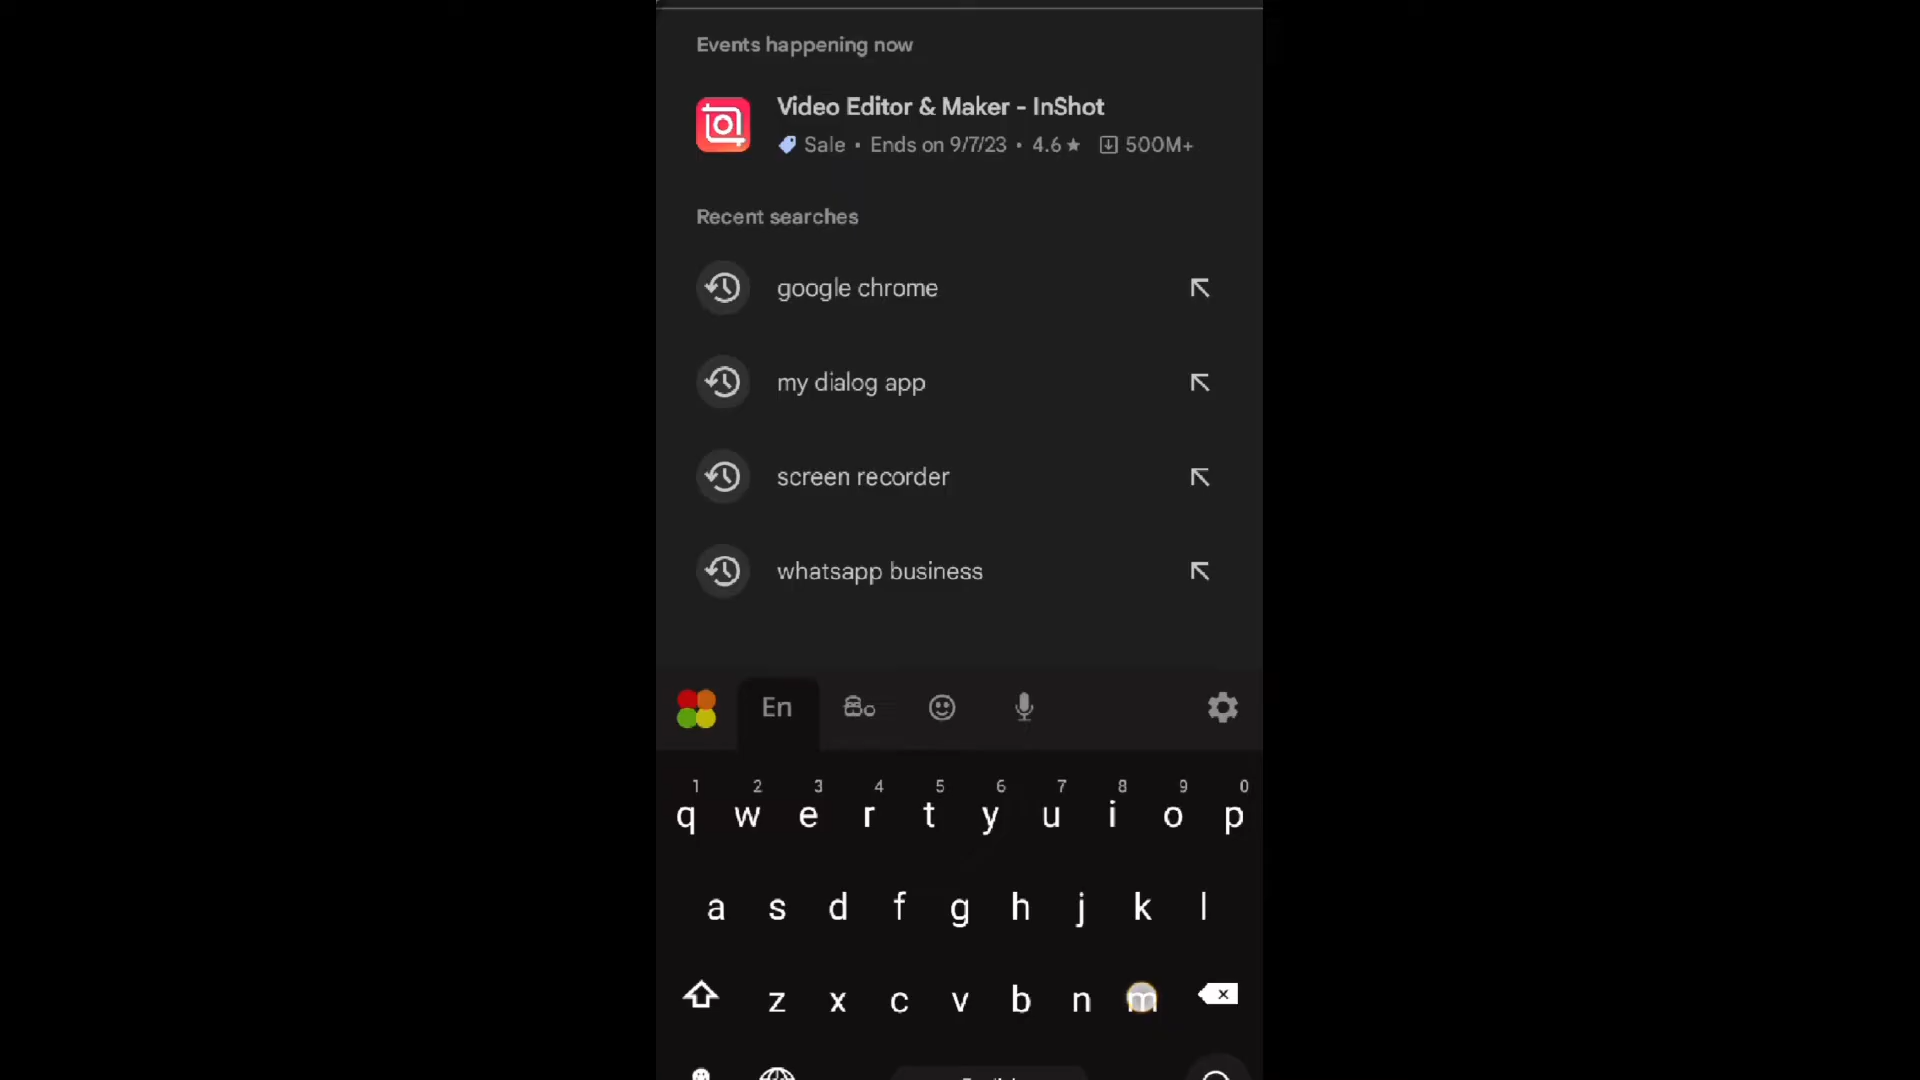 Events happening now
Video Editor & Maker - InShot
Sale • Ends on 9/7/23 • 4.6 ★ 500M+
Recent searches
google chrome
my dialog app
screen recorder
whatsapp business
En
1 2 3 4 5 6 7 8 9 0
q w e r t y u i o p
a s d f g h j k l
z x c v b n m